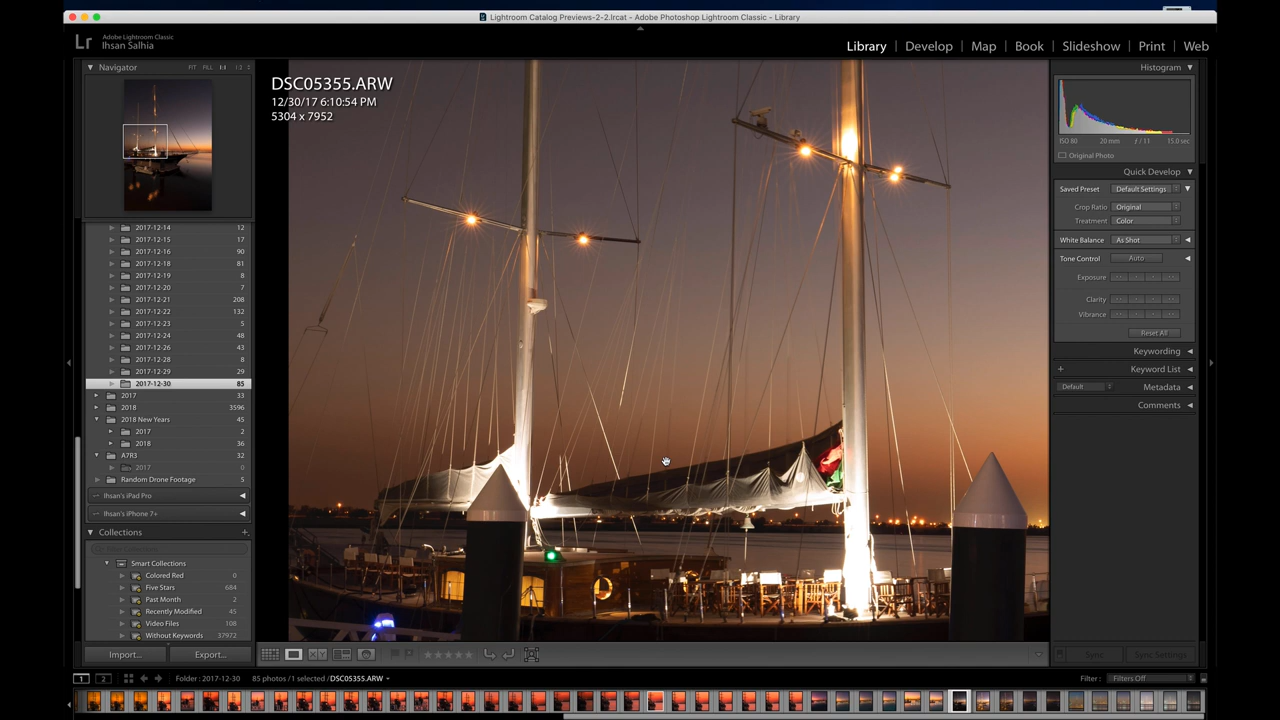 Lightroom Catalog Previews-2-2.lrcat - Adobe Photoshop Lightroom Classic - Library
Lr
Adobe Lightroom Classic
Ihsan Salhia
Library | Develop | Map | Book | Slideshow | Print | Web
Navigator
FIT FILL 1:1 1:2
DSC05355.ARW
12/30/17 6:10:54 PM
5304 x 7952
Histogram
ISO 80 20 mm ƒ / 11 15.0 sec
Original Photo
Quick Develop
Saved Preset Default Settings
Crop Ratio Original
Treatment Color
White Balance As Shot
Tone Control Auto
Exposure
Clarity
Vibrance
Reset All
Keywording
+ Keyword List
Default Metadata
Comments
2017-12-14 12
2017-12-15 17
2017-12-16 90
2017-12-18 81
2017-12-19 8
2017-12-20 7
2017-12-21 208
2017-12-22 132
2017-12-23 5
2017-12-24 48
2017-12-26 43
2017-12-28 8
2017-12-29 29
2017-12-30 85
2017 33
2018 3596
2018 New Years 45
2017 2
2018 36
A7R3 32
2017 0
Random Drone Footage 5
Ihsan's iPad Pro
Ihsan's iPhone 7+
Collections +
Smart Collections
Colored Red 0
Five Stars 684
Past Month 2
Recently Modified 45
Video Files 108
Without Keywords 37972
Import... Export...
XY
Sync Sync Settings
1 2 Folder : 2017-12-30 85 photos / 1 selected / DSC05355.ARW
Filter : Filters Off